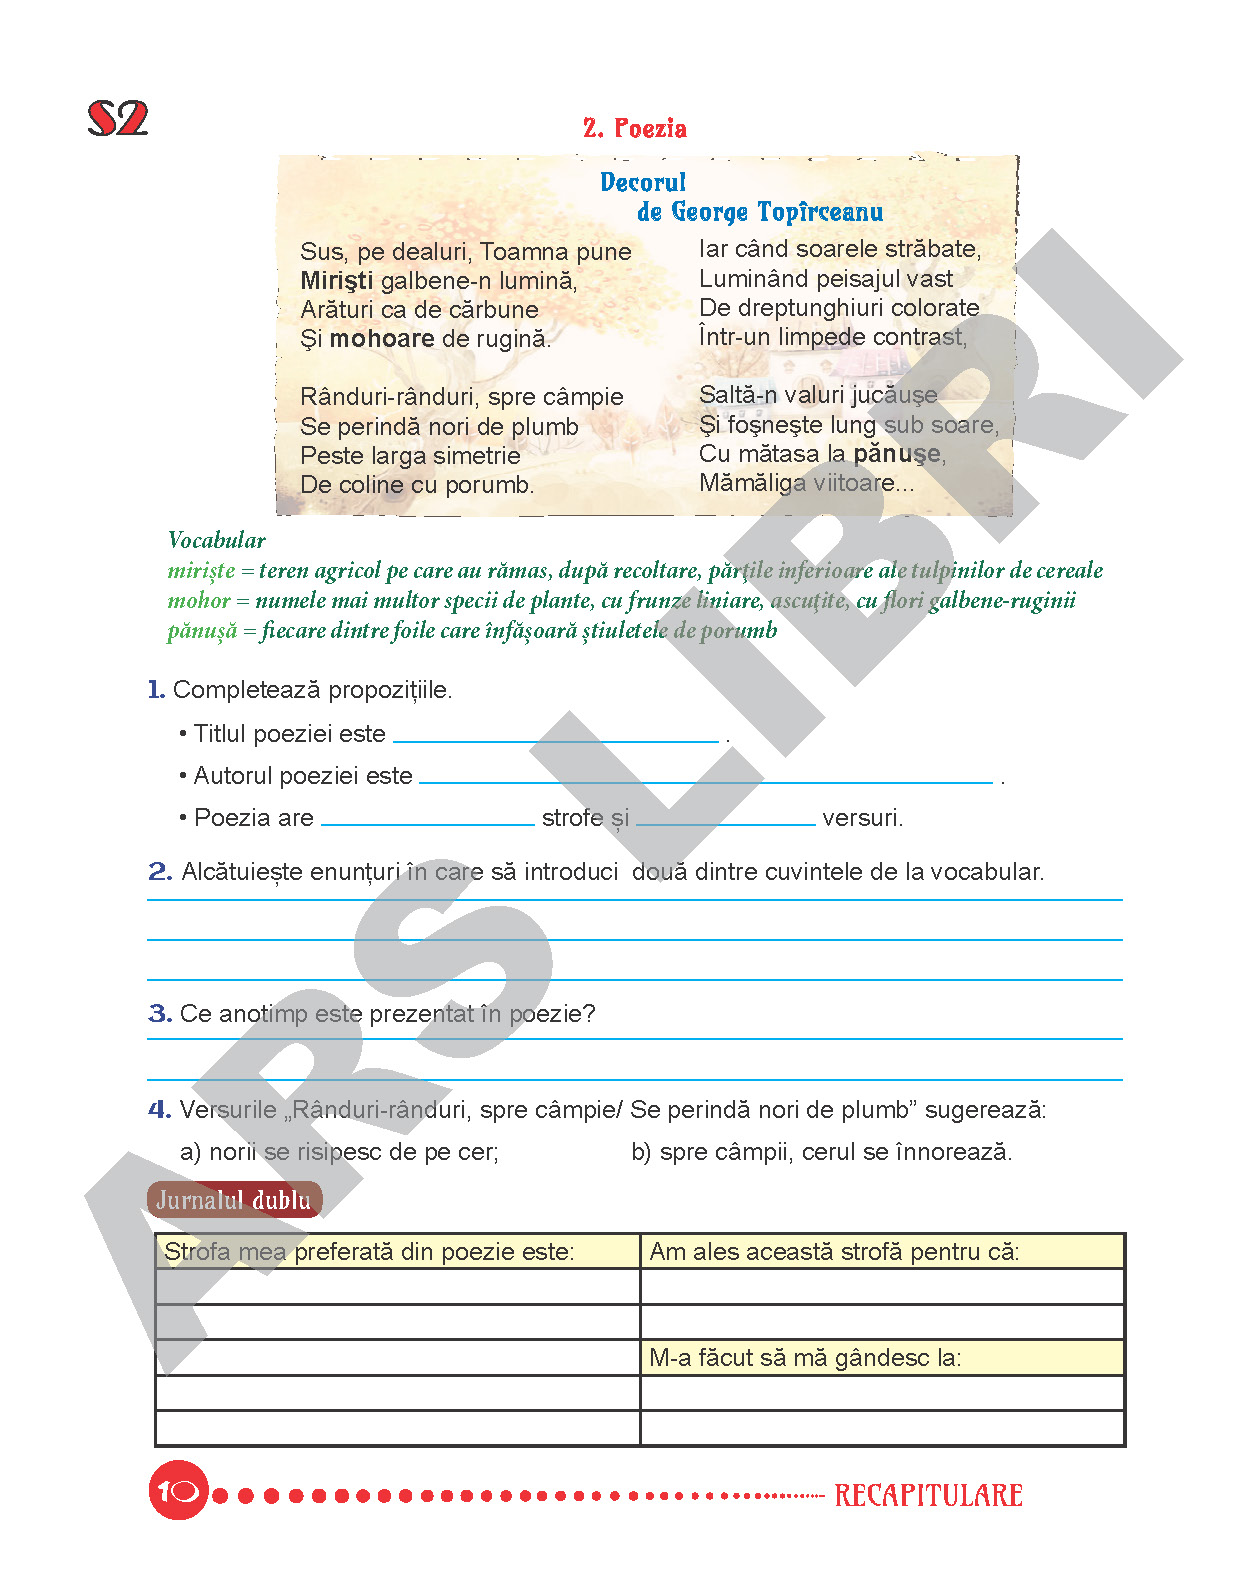 S2
2. Poezia
Decorul
de George Topîrceanu
Sus, pe dealuri, Toamna pune
Mirişti galbene-n lumină,
Arături ca de cărbune
Şi mohoare de rugină.
Rânduri-rânduri, spre câmpie
Se perindă nori de plumb
Peste larga simetrie
De coline cu porumb.
Iar când soarele străbate,
Luminând peisajul vast
De dreptunghiuri colorate
Într-un limpede contrast,
Saltă-n valuri jucăuşe
Şi foşneşte lung sub soare,
Cu mătasa la pănuşe,
Mămăliga viitoare...
Vocabular
miriște = teren agricol pe care au rămas, după recoltare, părţile inferioare ale tulpinilor de cereale
mohor = numele mai multor specii de plante, cu frunze liniare, ascuţite, cu flori galbene-ruginii
pănușă = fiecare dintre foile care înfășoară știuletele de porumb
1. Completează propozițiile.
• Titlul poeziei este .
• Autorul poeziei este .
• Poezia are strofe și versuri.
2. Alcătuiește enunțuri în care să introduci două dintre cuvintele de la vocabular.
3. Ce anotimp este prezentat în poezie?
4. Versurile „Rânduri-rânduri, spre câmpie/ Se perindă nori de plumb” sugerează:
a) norii se risipesc de pe cer; b) spre câmpii, cerul se înnorează.
Jurnalul dublu
Strofa mea preferată din poezie este: Am ales această strofă pentru că:
M-a făcut să mă gândesc la:
10 RECAPITULARE
ARS LIBRI